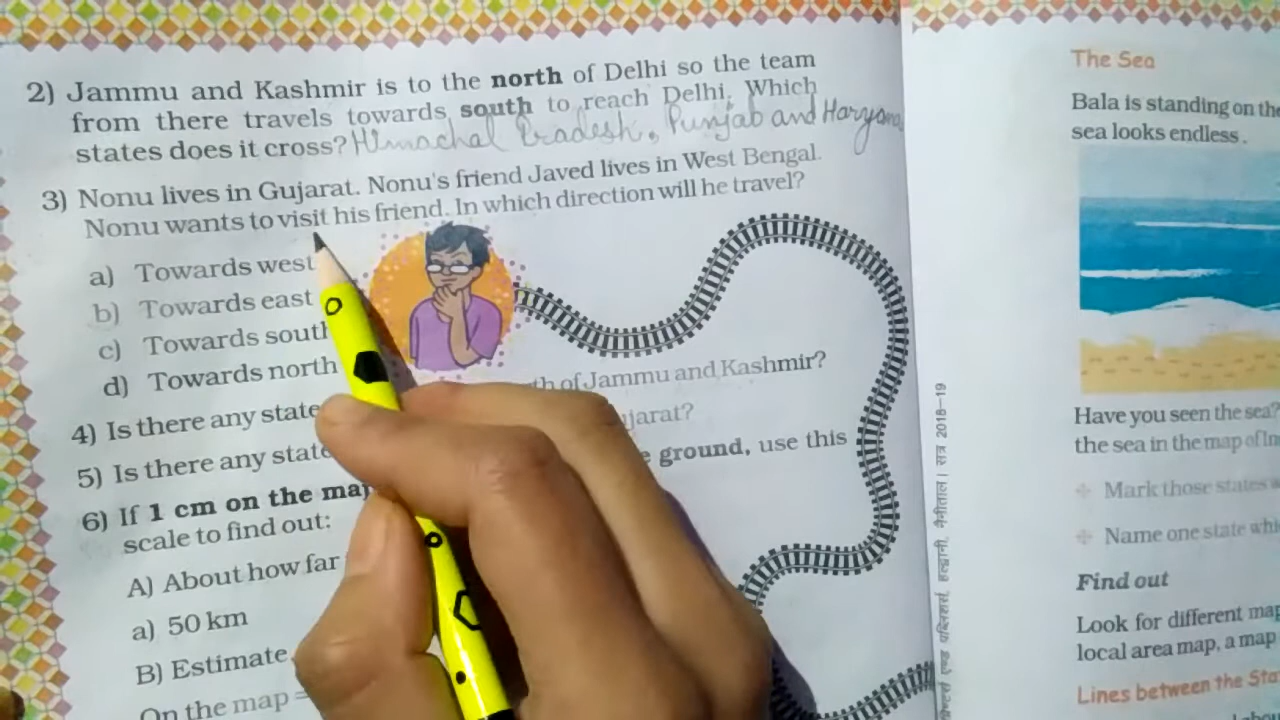 2) Jammu and Kashmir is to the north of Delhi so the team
from there travels towards south to reach Delhi. Which
states does it cross? Himachal Pradesh, Punjab and Haryana
3) Nonu lives in Gujarat. Nonu's friend Javed lives in West Bengal.
Nonu wants to visit his friend. In which direction will he travel?
a) Towards west
b) Towards east
c) Towards south
d) Towards north
4) Is there any state th of Jammu and Kashmir?
5) Is there any state jarat?
6) If 1 cm on the map e ground, use this
scale to find out:
A) About how far
a) 50 km
B) Estimate
On the map =
सत्र 2018–19
The Sea
Bala is standing on the
sea looks endless.
Have you seen the sea?
the sea in the map of In
Mark those states
Name one state whi
Find out
Look for different map
local area map, a map
Lines between the Sta